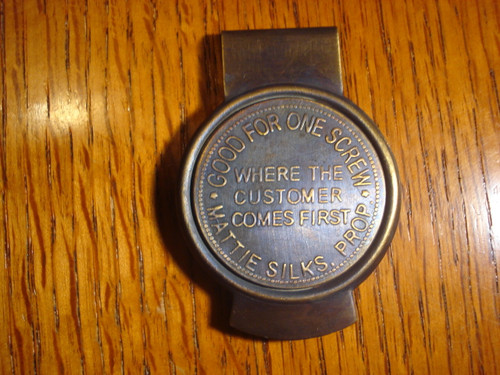 GOOD FOR ONE SCREW
WHERE THE
CUSTOMER
COMES FIRST
MATTIE SILKS, PROP.